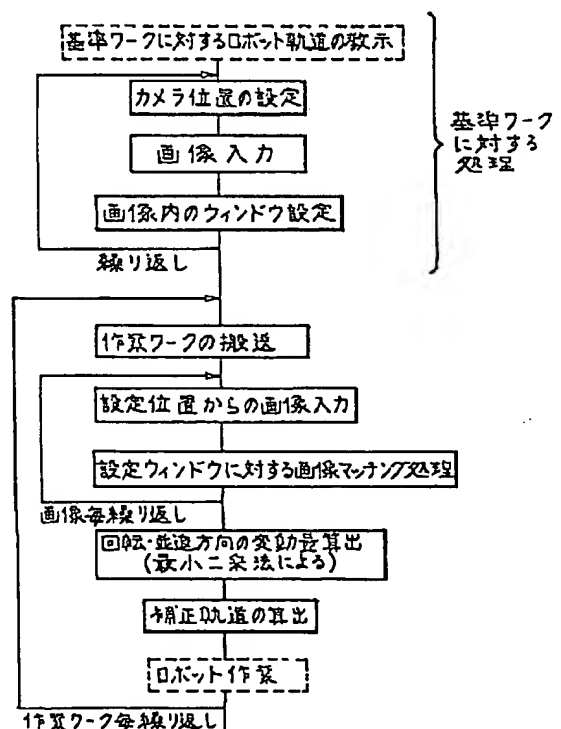 基準ワークに対するロボット軌道の教示
カメラ位置の設定
画像入力
画像内のウィンドウ設定
繰り返し
基準ワーク
に対する
処理
作業ワークの搬送
設定位置からの画像入力
設定ウィンドウに対する画像マッチング処理
画像毎繰り返し
回転・並進方向の変動量算出
(最小二乗法による)
補正軌道の算出
ロボット作業
作業ワーク毎繰り返し